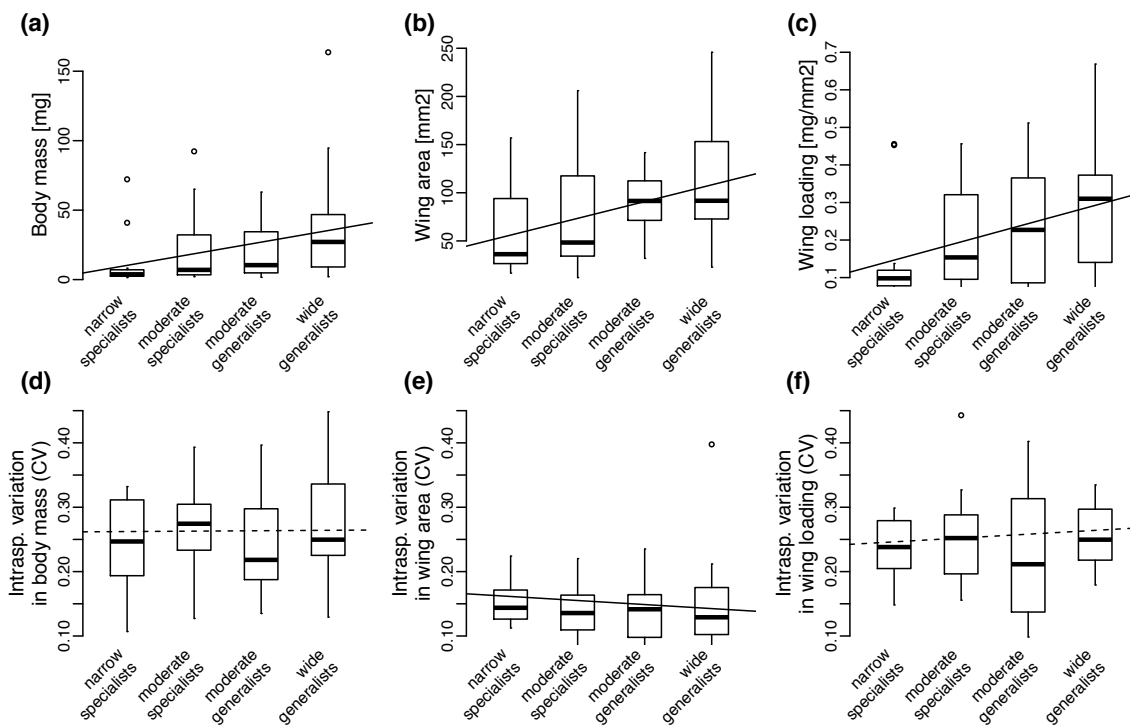 (a)
Body mass [mg]
0
50
100
150
narrow
specialists
moderate
specialists
moderate
generalists
wide
generalists
(b)
Wing area [mm2]
50
100
150
200
250
narrow
specialists
moderate
specialists
moderate
generalists
wide
generalists
(c)
Wing loading [mg/mm2]
0.1
0.2
0.3
0.4
0.5
0.6
0.7
narrow
specialists
moderate
specialists
moderate
generalists
wide
generalists
(d)
Intrasp. variation
in body mass (CV)
0.10
0.20
0.30
0.40
narrow
specialists
moderate
specialists
moderate
generalists
wide
generalists
(e)
Intrasp. variation
in wing area (CV)
0.10
0.20
0.30
0.40
narrow
specialists
moderate
specialists
moderate
generalists
wide
generalists
(f)
Intrasp. variation
in wing loading (CV)
0.10
0.20
0.30
0.40
narrow
specialists
moderate
specialists
moderate
generalists
wide
generalists